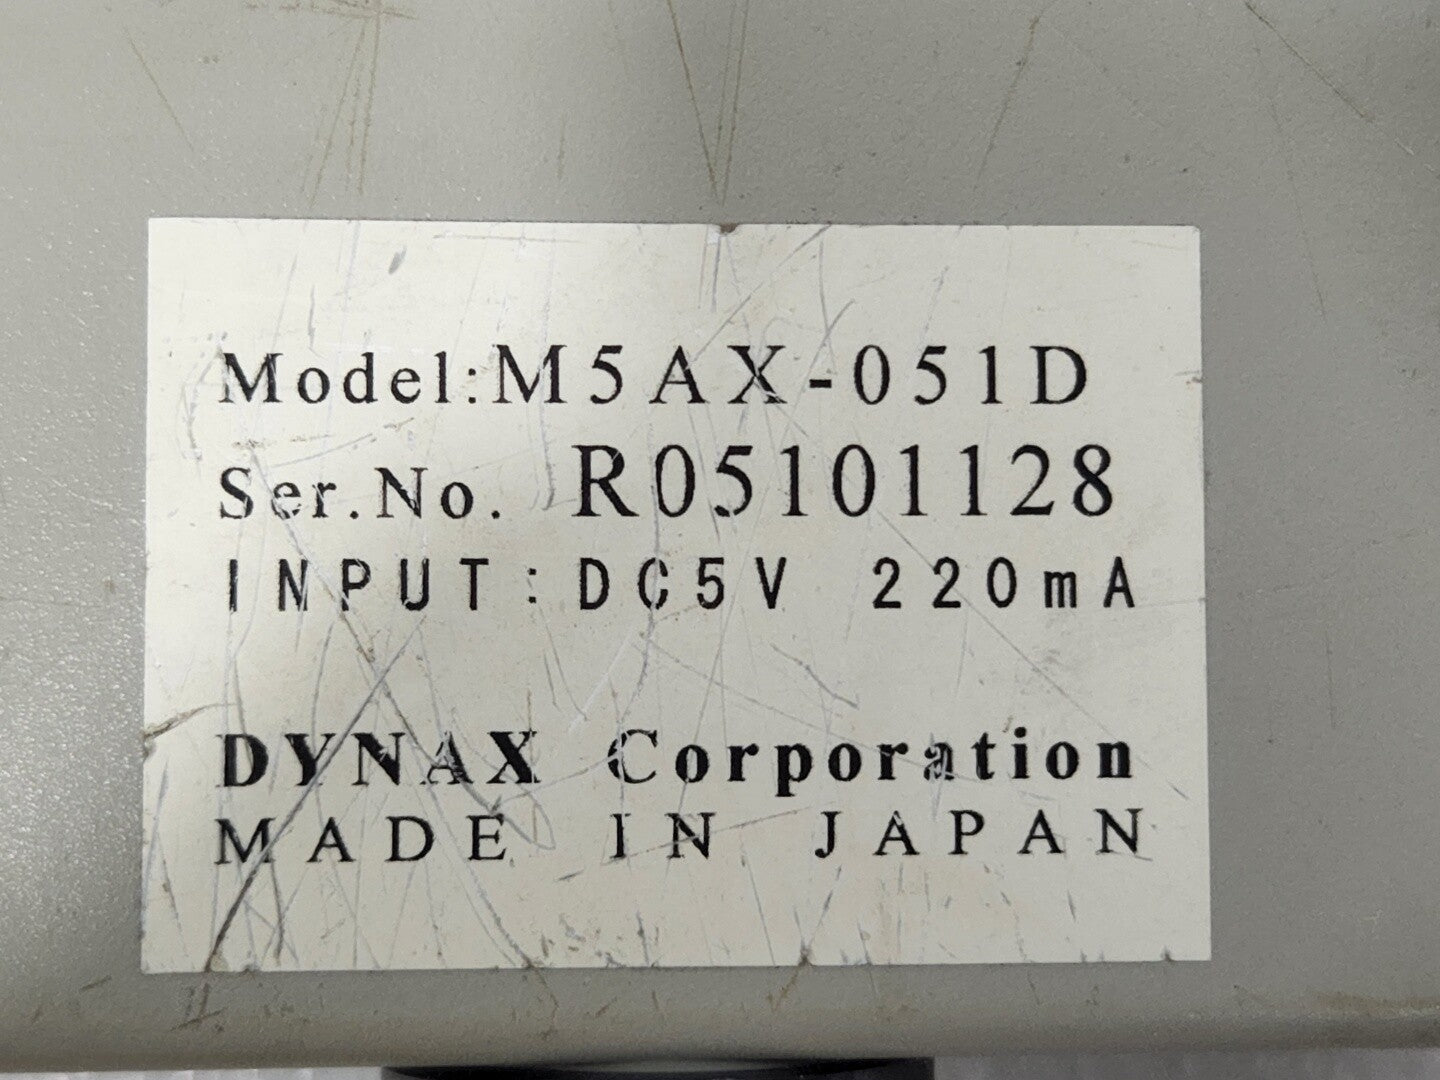 Model:M5AX-051D
Ser.No. R05101128
INPUT:DC5V 220mA
DYNAX Corporation
MADE IN JAPAN